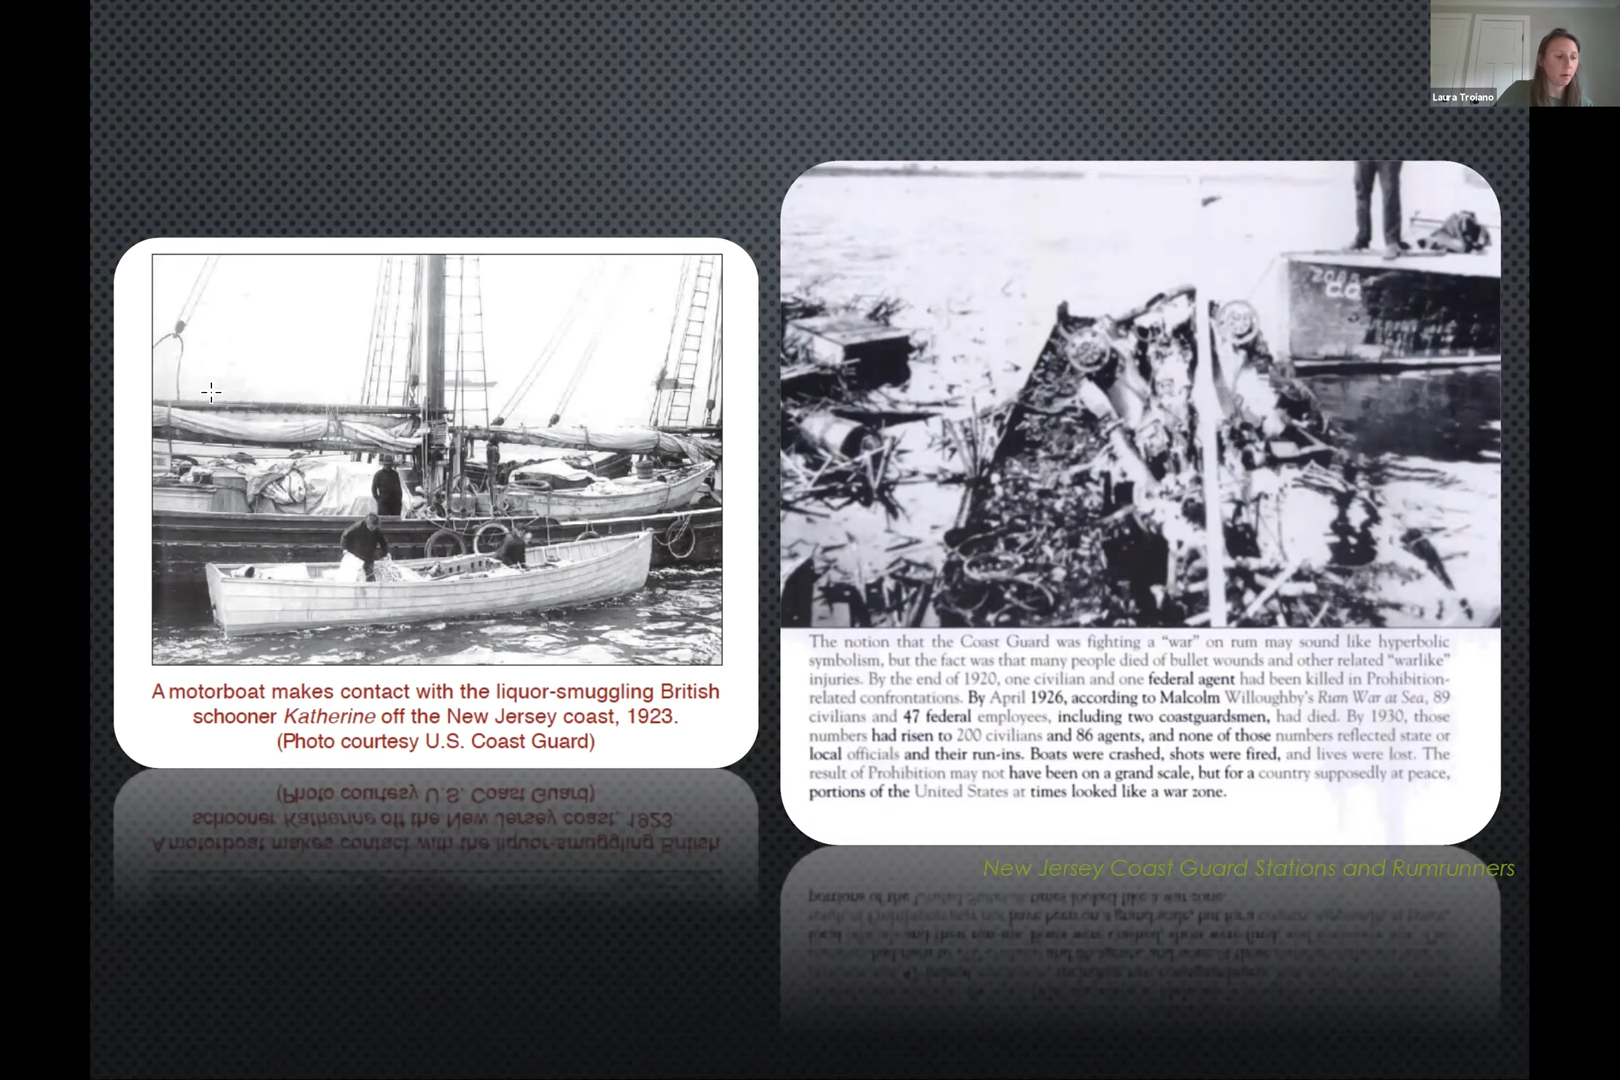 Laura Troiano
A motorboat makes contact with the liquor-smuggling British
schooner Katherine off the New Jersey coast, 1923.
(Photo courtesy U.S. Coast Guard)
CG
The notion that the Coast Guard was fighting a “war” on rum may sound like hyperbolic
symbolism, but the fact was that many people died of bullet wounds and other related “warlike”
injuries. By the end of 1920, one civilian and one federal agent had been killed in Prohibition-
related confrontations. By April 1926, according to Malcolm Willoughby's Rum War at Sea, 89
civilians and 47 federal employees, including two coastguardsmen, had died. By 1930, those
numbers had risen to 200 civilians and 86 agents, and none of those numbers reflected state or
local officials and their run-ins. Boats were crashed, shots were fired, and lives were lost. The
result of Prohibition may not have been on a grand scale, but for a country supposedly at peace,
portions of the United States at times looked like a war zone.
New Jersey Coast Guard Stations and Rumrunners